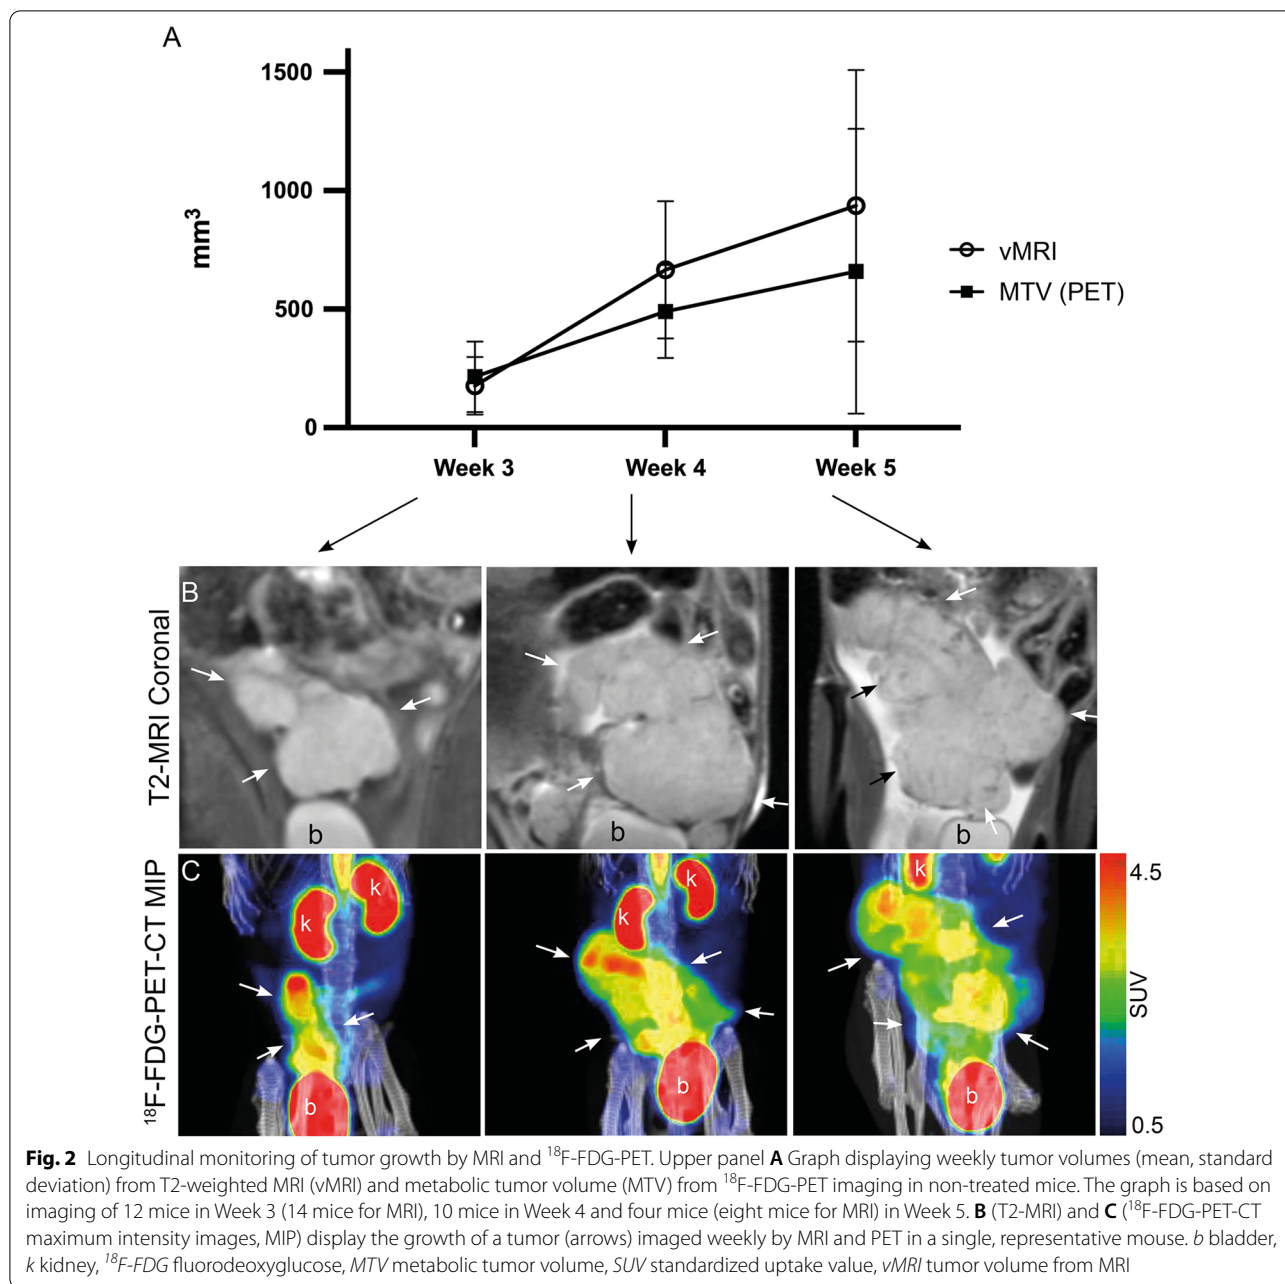 A
1500
1000
500
0
mm³
vMRI
MTV (PET)
Week 3 Week 4 Week 5
T2-MRI Coronal
B
b b b
¹⁸F-FDG-PET-CT MIP
C
k k k k k
b b b
4.5
SUV
0.5
Fig. 2 Longitudinal monitoring of tumor growth by MRI and ¹⁸F-FDG-PET. Upper panel A Graph displaying weekly tumor volumes (mean, standard
deviation) from T2-weighted MRI (vMRI) and metabolic tumor volume (MTV) from ¹⁸F-FDG-PET imaging in non-treated mice. The graph is based on
imaging of 12 mice in Week 3 (14 mice for MRI), 10 mice in Week 4 and four mice (eight mice for MRI) in Week 5. B (T2-MRI) and C (¹⁸F-FDG-PET-CT
maximum intensity images, MIP) display the growth of a tumor (arrows) imaged weekly by MRI and PET in a single, representative mouse. b bladder,
k kidney, ¹⁸F-FDG fluorodeoxyglucose, MTV metabolic tumor volume, SUV standardized uptake value, vMRI tumor volume from MRI